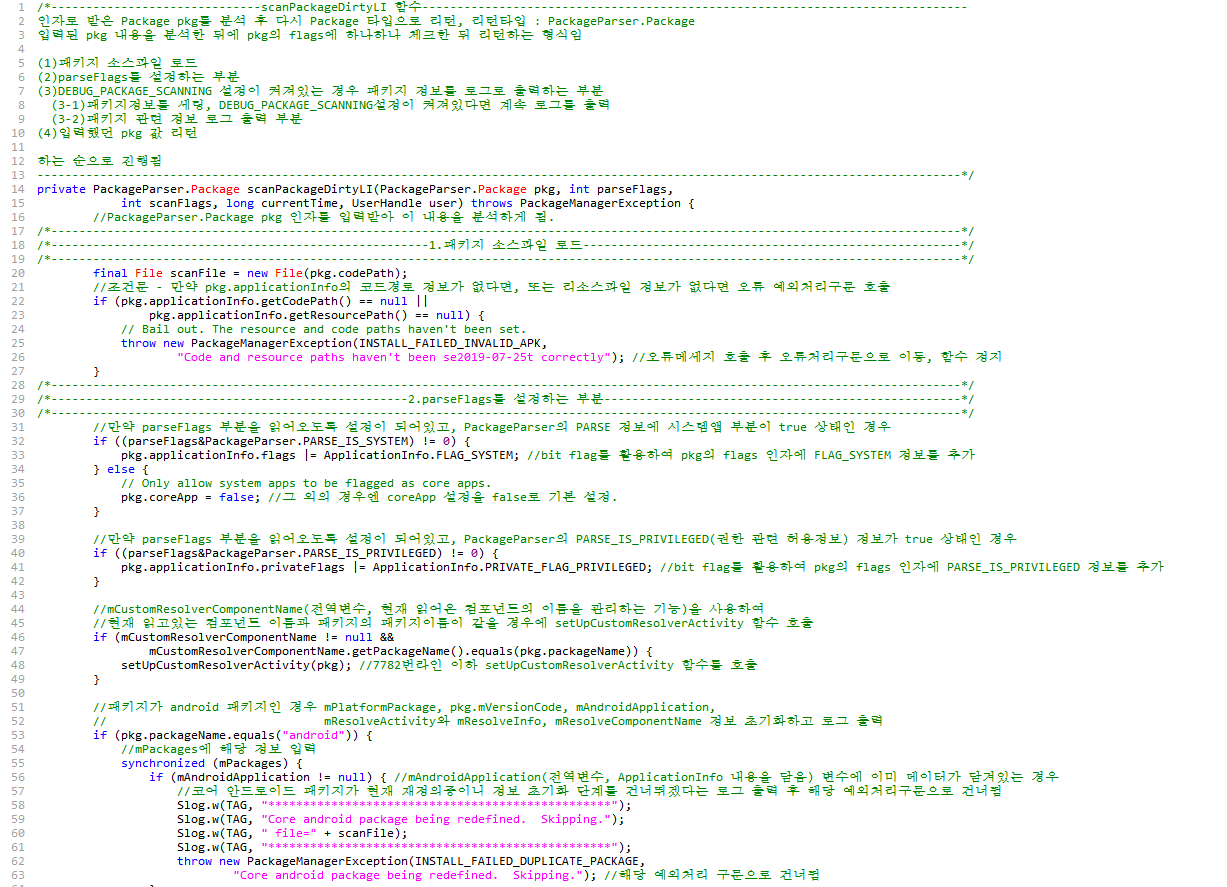 1 /*------------------------------scanPackageDirtyLI 함수------------------------------------------------------------------------------
2 인자로 받은 Package pkg를 분석 후 다시 Package 타입으로 리턴, 리턴타입 : PackageParser.Package
3 입력된 pkg 내용을 분석한 뒤에 pkg의 flags에 하나하나 체크한 뒤 리턴하는 형식임
4
5 (1)패키지 소스파일 로드
6 (2)parseFlags를 설정하는 부분
7 (3)DEBUG_PACKAGE_SCANNING 설정이 켜져있는 경우 패키지 정보를 로그로 출력하는 부분
8 (3-1)패키지정보를 세팅, DEBUG_PACKAGE_SCANNING설정이 켜져있다면 계속 로그를 출력
9 (3-2)패키지 관련 정보 로그 출력 부분
10 (4)입력했던 pkg 값 리턴
11
12 하는 순으로 진행됨
13 ------------------------------------------------------------------------------------------------------------------------------------*/
14 private PackageParser.Package scanPackageDirtyLI(PackageParser.Package pkg, int parseFlags,
15 int scanFlags, long currentTime, UserHandle user) throws PackageManagerException {
16 //PackageParser.Package pkg 인자를 입력받아 이 내용을 분석하게 됨.
17 /*----------------------------------------------------------------------------------------------------------------------------------*/
18 /*------------------------------------------------------1.패키지 소스파일 로드------------------------------------------------------*/
19 /*----------------------------------------------------------------------------------------------------------------------------------*/
20 final File scanFile = new File(pkg.codePath);
21 //조건문 - 만약 pkg.applicationInfo의 코드경로 정보가 없다면, 또는 리소스파일 정보가 없다면 오류 예외처리구문 호출
22 if (pkg.applicationInfo.getCodePath() == null ||
23 pkg.applicationInfo.getResourcePath() == null) {
24 // Bail out. The resource and code paths haven't been set.
25 throw new PackageManagerException(INSTALL_FAILED_INVALID_APK,
26 "Code and resource paths haven't been se2019-07-25t correctly"); //오류메세지 호출 후 오류처리구문으로 이동, 함수 정지
27 }
28 /*----------------------------------------------------------------------------------------------------------------------------------*/
29 /*---------------------------------------------------2.parseFlags를 설정하는 부분---------------------------------------------------*/
30 /*----------------------------------------------------------------------------------------------------------------------------------*/
31 //만약 parseFlags 부분을 읽어오도록 설정이 되어있고, PackageParser의 PARSE 정보에 시스템앱 부분이 true 상태인 경우
32 if ((parseFlags&PackageParser.PARSE_IS_SYSTEM) != 0) {
33 pkg.applicationInfo.flags |= ApplicationInfo.FLAG_SYSTEM; //bit flag를 활용하여 pkg의 flags 인자에 FLAG_SYSTEM 정보를 추가
34 } else {
35 // Only allow system apps to be flagged as core apps.
36 pkg.coreApp = false; //그 외의 경우엔 coreApp 설정을 false로 기본 설정.
37 }
38
39 //만약 parseFlags 부분을 읽어오도록 설정이 되어있고, PackageParser의 PARSE_IS_PRIVILEGED(권한 관련 허용정보) 정보가 true 상태인 경우
40 if ((parseFlags&PackageParser.PARSE_IS_PRIVILEGED) != 0) {
41 pkg.applicationInfo.privateFlags |= ApplicationInfo.PRIVATE_FLAG_PRIVILEGED; //bit flag를 활용하여 pkg의 flags 인자에 PARSE_IS_PRIVILEGED 정보를 추가
42 }
43
44 //mCustomResolverComponentName(전역변수, 현재 읽어온 컴포넌트의 이름을 관리하는 기능)을 사용하여
45 //현재 읽고있는 컴포넌트 이름과 패키지의 패키지이름이 같을 경우에 setUpCustomResolverActivity 함수 호출
46 if (mCustomResolverComponentName != null &&
47 mCustomResolverComponentName.getPackageName().equals(pkg.packageName)) {
48 setUpCustomResolverActivity(pkg); //7782번라인 이하 setUpCustomResolverActivity 함수를 호출
49 }
50
51 //패키지가 android 패키지인 경우 mPlatformPackage, pkg.mVersionCode, mAndroidApplication,
52 // mResolveActivity와 mResolveInfo, mResolveComponentName 정보 초기화하고 로그 출력
53 if (pkg.packageName.equals("android")) {
54 //mPackages에 해당 정보 입력
55 synchronized (mPackages) {
56 if (mAndroidApplication != null) { //mAndroidApplication(전역변수, ApplicationInfo 내용을 담음) 변수에 이미 데이터가 담겨있는 경우
57 //코어 안드로이드 패키지가 현재 재정의중이니 정보 초기화 단계를 건너뛰겠다는 로그 출력 후 해당 예외처리구문으로 건너뜀
58 Slog.w(TAG, "*************************************************");
59 Slog.w(TAG, "Core android package being redefined.  Skipping.");
60 Slog.w(TAG, " file=" + scanFile);
61 Slog.w(TAG, "*************************************************");
62 throw new PackageManagerException(INSTALL_FAILED_DUPLICATE_PACKAGE,
63 "Core android package being redefined.  Skipping."); //해당 예외처리 구문으로 건너뜀